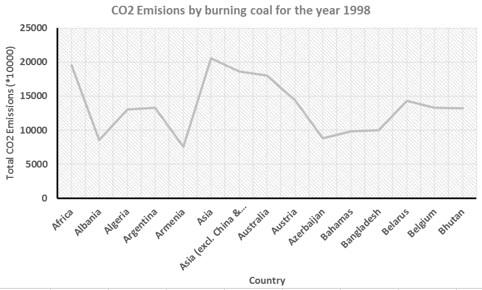 CO2 Emisions by burning coal for the year 1998
Total CO2 Emissions (*10000)
25000
20000
15000
10000
5000
0
Africa
Albania
Algeria
Argentina
Armenia
Asia
Asia (excl. China &...
Australia
Austria
Azerbaijan
Bahamas
Bangladesh
Belarus
Belgium
Bhutan
Country